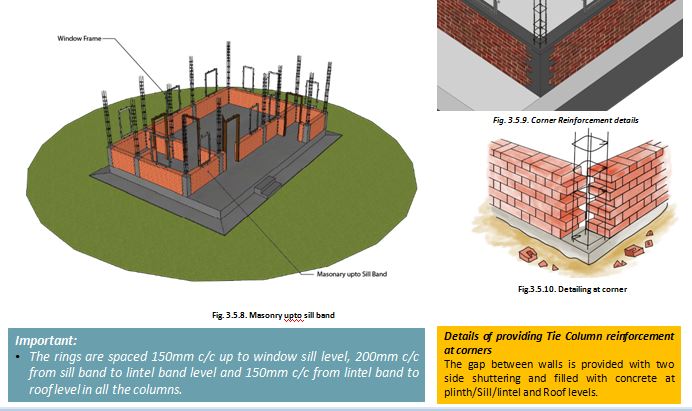 Window Frame
Masonary upto Sill Band
Fig. 3.5.8. Masonry upto sill band
Fig. 3.5.9. Corner Reinforcement details
Fig.3.5.10. Detailing at corner
Important:
• The rings are spaced 150mm c/c up to window sill level, 200mm c/c
from sill band to lintel band level and 150mm c/c from lintel band to
roof level in all the columns.
Details of providing Tie Column reinforcement
at corners
The gap between walls is provided with two
side shuttering and filled with concrete at
plinth/Sill/lintel and Roof levels.